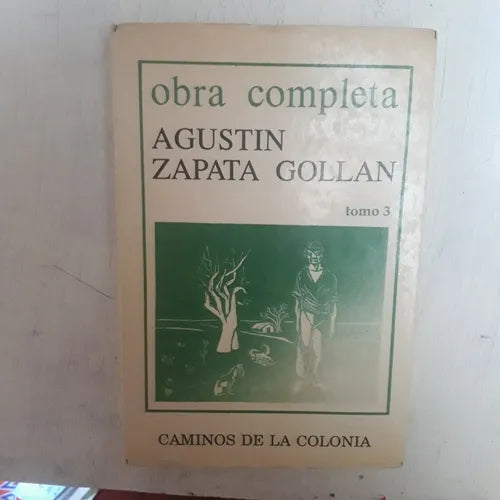 obra completa
AGUSTIN
ZAPATA GOLLAN
tomo 3
CAMINOS DE LA COLONIA